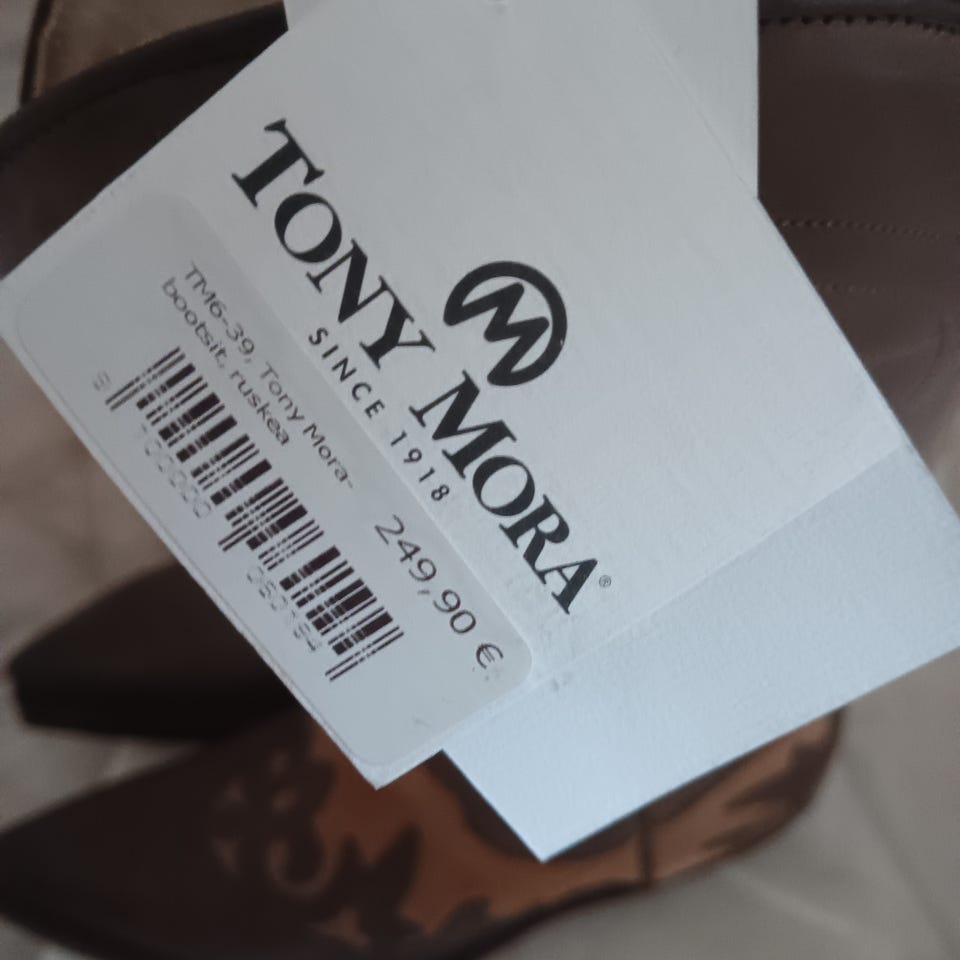 TONY MORA®
SINCE 1918
TM6-39, Tony Mora-
bootsit, ruskea
249,90 €